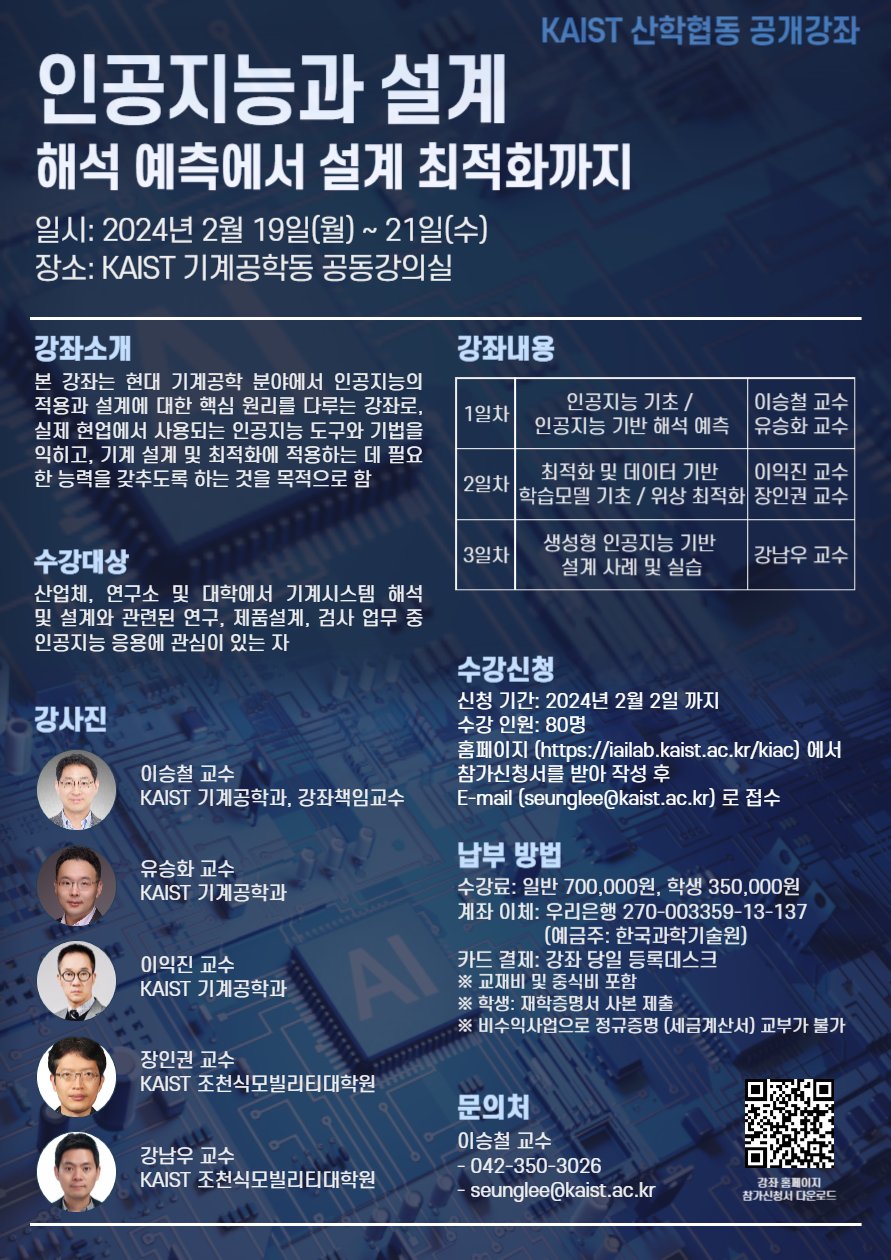 KAIST 산학협동 공개강좌
인공지능과 설계
해석 예측에서 설계 최적화까지
일시: 2024년 2월 19일(월) ~ 21일(수)
장소: KAIST 기계공학동 공동강의실
강좌소개
본 강좌는 현대 기계공학 분야에서 인공지능의
적용과 설계에 대한 핵심 원리를 다루는 강좌로,
실제 현업에서 사용되는 인공지능 도구와 기법을
익히고, 기계 설계 및 최적화에 적용하는 데 필요
한 능력을 갖추도록 하는 것을 목적으로 함
수강대상
산업체, 연구소 및 대학에서 기계시스템 해석
및 설계와 관련된 연구, 제품설계, 검사 업무 중
인공지능 응용에 관심이 있는 자
강사진
이승철 교수
KAIST 기계공학과, 강좌책임교수
유승화 교수
KAIST 기계공학과
이익진 교수
KAIST 기계공학과
장인권 교수
KAIST 조천식모빌리티대학원
강남우 교수
KAIST 조천식모빌리티대학원
강좌내용
1일차
인공지능 기초 /
인공지능 기반 해석 예측
이승철 교수
유승화 교수
2일차
최적화 및 데이터 기반
학습모델 기초 / 위상 최적화
이익진 교수
장인권 교수
3일차
생성형 인공지능 기반
설계 사례 및 실습
강남우 교수
수강신청
신청 기간: 2024년 2월 2일 까지
수강 인원: 80명
홈페이지 (https://iailab.kaist.ac.kr/kiac) 에서
참가신청서를 받아 작성 후
E-mail (seunglee@kaist.ac.kr) 로 접수
납부 방법
수강료: 일반 700,000원, 학생 350,000원
계좌 이체: 우리은행 270-003359-13-137
(예금주: 한국과학기술원)
카드 결제: 강좌 당일 등록데스크
※ 교재비 및 중식비 포함
※ 학생: 재학증명서 사본 제출
※ 비수익사업으로 정규증명 (세금계산서) 교부가 불가
문의처
이승철 교수
- 042-350-3026
- seunglee@kaist.ac.kr
강좌 홈페이지
참가신청서 다운로드
AI
AI